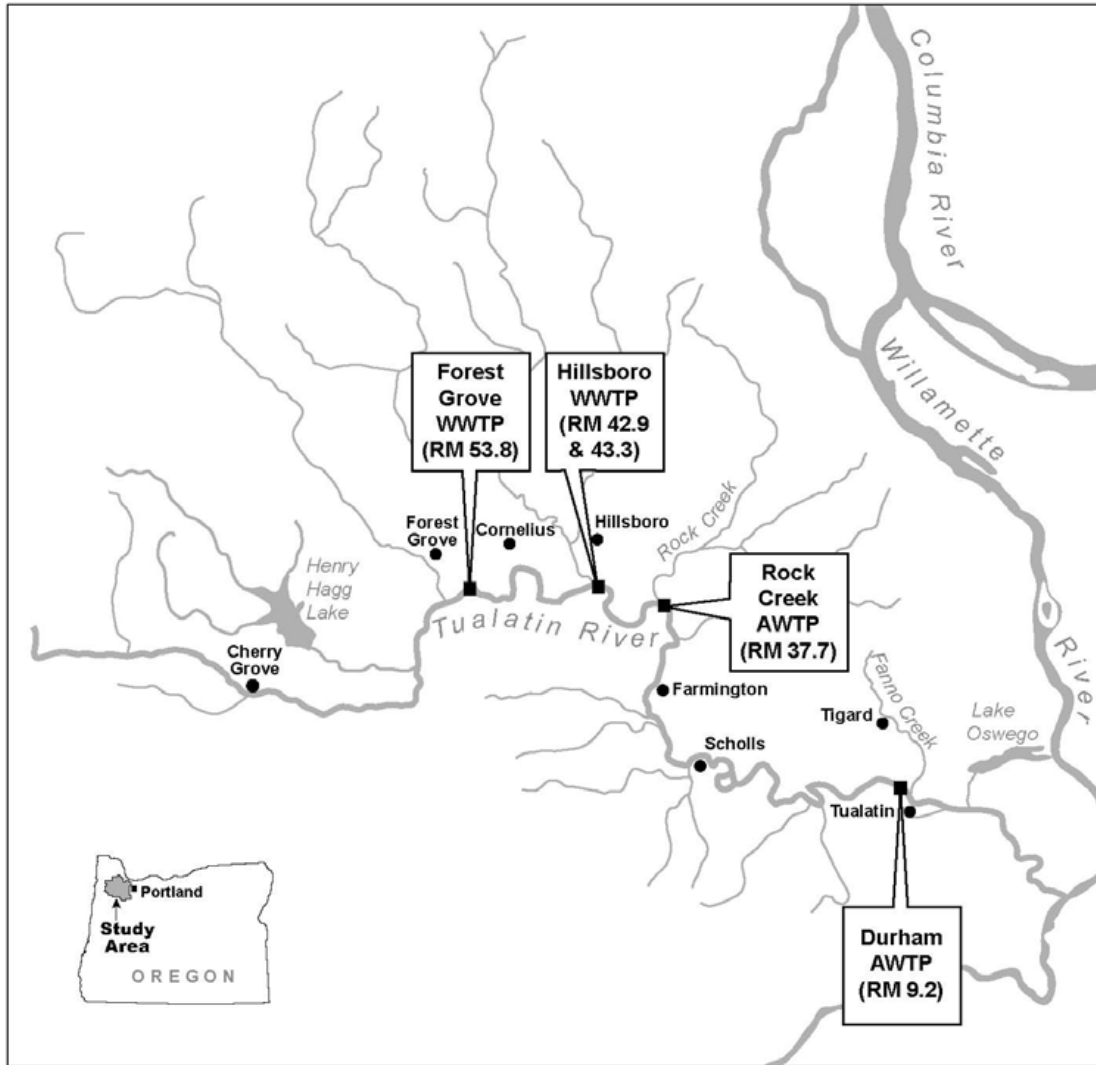 Columbia River
Willamette
River
Forest
Grove
WWTP
(RM 53.8)
Hillsboro
WWTP
(RM 42.9
& 43.3)
Forest
Grove
Cornelius
Hillsboro
Rock Creek
Henry
Hagg
Lake
Tualatin River
Rock
Creek
AWTP
(RM 37.7)
Cherry
Grove
Farmington
Tigard
Fanno Creek
Lake
Oswego
Scholls
Tualatin
Durham
AWTP
(RM 9.2)
Portland
Study
Area
OREGON